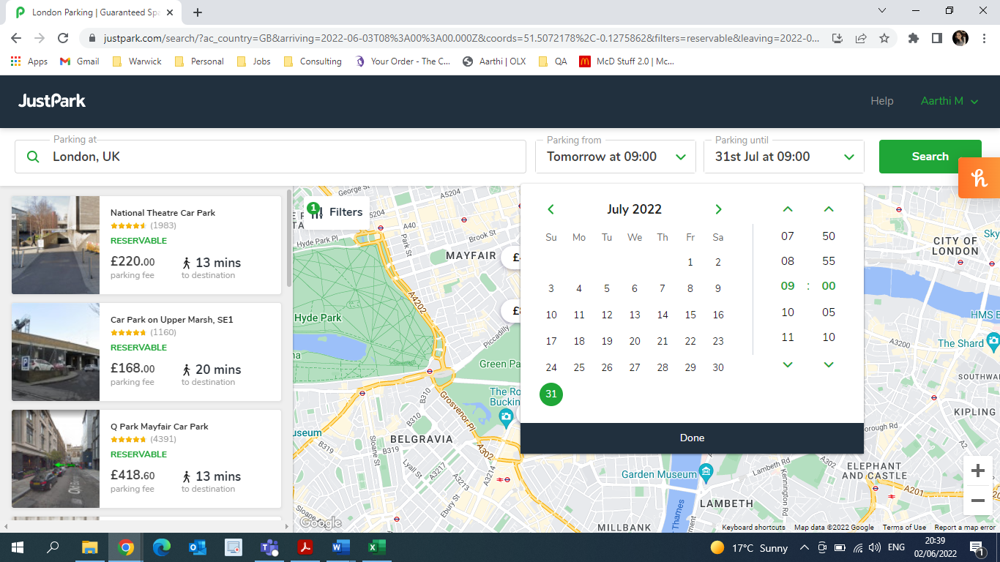 London Parking | Guaranteed Spa
justpark.com/search/?ac_country=GB&arriving=2022-06-03T08%3A00%3A00.000Z&coords=51.5072178%2C-0.1275862&filters=reservable&leaving=2022-0...
Apps
Gmail
Warwick
Personal
Jobs
Consulting
Your Order - The C...
Aarthi | OLX
QA
McD Stuff 2.0 | Mc...
JustPark
Help
Aarthi M
Parking at
London, UK
Parking from
Tomorrow at 09:00
Parking until
31st Jul at 09:00
Search
National Theatre Car Park
(1983)
RESERVABLE
£220.00
parking fee
13 mins
to destination
Car Park on Upper Marsh, SE1
(1160)
RESERVABLE
£168.00
parking fee
20 mins
to destination
Q Park Mayfair Car Park
(4391)
RESERVABLE
£418.60
parking fee
13 mins
to destination
1
Filters
July 2022
Su Mo Tu We Th Fr Sa
1 2
3 4 5 6 7 8 9
10 11 12 13 14 15 16
17 18 19 20 21 22 23
24 25 26 27 28 29 30
31
07 50
08 55
09 : 00
10 05
11 10
Done
George St
A5204
5204
A40
Hyde Park Pl
Park St
Brook St
MAYFAIR
A4202
Hyde Park
Piccadilly
Green Pa
The Ro
Buckin
Grosvenor Pl
B310
B310
useum
BELGRAVIA
B319
Sloane St
Lyall St
A3217
A302
A3214
A3213
Ebury St
Sloane A
Google
CITY OF
LONDON
Sky
HMS B
The Shard
A3200
SOUTHWAR
KIPLING
orough Rd
Lambeth Rd
Garden Museum
Kennington Rd
ELEPHANT
AND CASTLE
A201
LAMBETH
MILLBANK
Thames
Keyboard shortcuts
Map data ©2022 Google
Terms of Use
Report a map error
17°C Sunny
ENG
20:39
02/06/2022
1